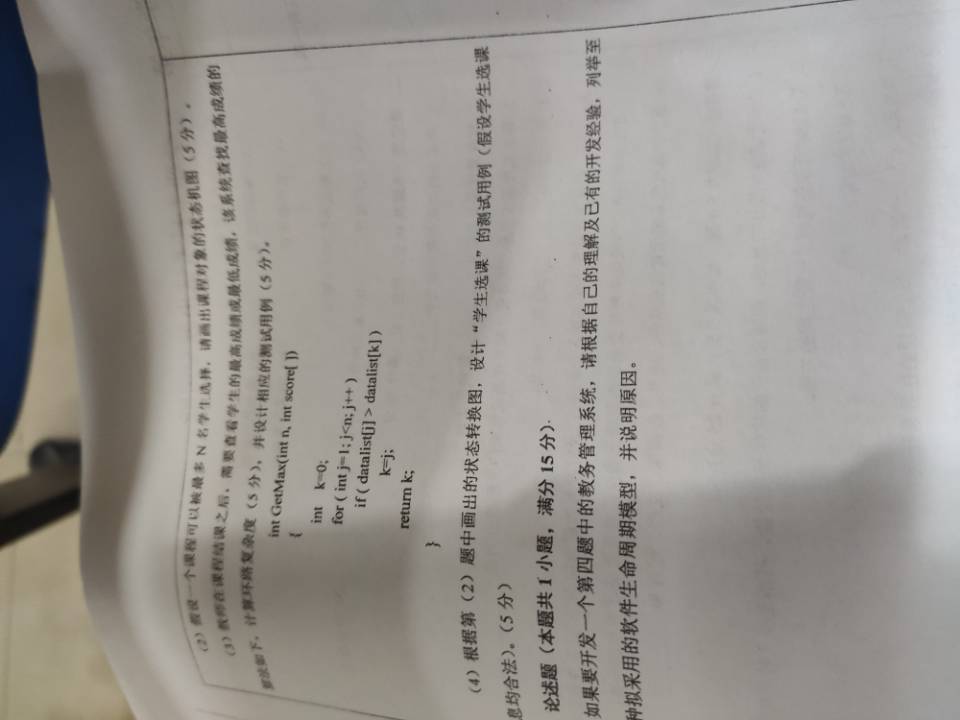 （2）假设一个课程可以被最多 N 名学生选择，请画出课程对象的状态机图（5 分）。
（3）教师在课程结课之后，需要查看学生的最高成绩或最低成绩，该系统查找最高成绩的
算法如下，计算环路复杂度（5 分），并设计相应的测试用例（5 分）。
int GetMax(int n, int score[ ])
{
int k=0;
for ( int j=1; j<n; j++ )
if ( datalist[j] > datalist[k] )
k=j;
return k;
}
（4）根据第（2）题中画出的状态转换图，设计“学生选课”的测试用例（假设学生选课
息均合法）。（5 分）
论述题（本题共 1 小题，满分 15 分）
如果要开发一个第四题中的教务管理系统，请根据自己的理解及已有的开发经验，列举至
种拟采用的软件生命周期模型，并说明原因。